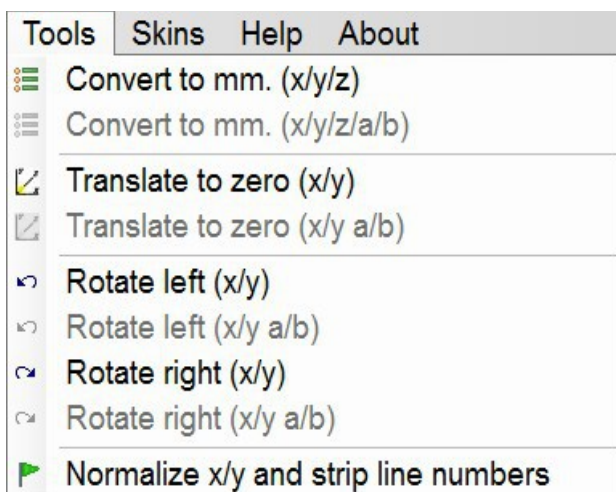 Tools Skins Help About
Convert to mm. (x/y/z)
Convert to mm. (x/y/z/a/b)
Translate to zero (x/y)
Translate to zero (x/y a/b)
Rotate left (x/y)
Rotate left (x/y a/b)
Rotate right (x/y)
Rotate right (x/y a/b)
Normalize x/y and strip line numbers